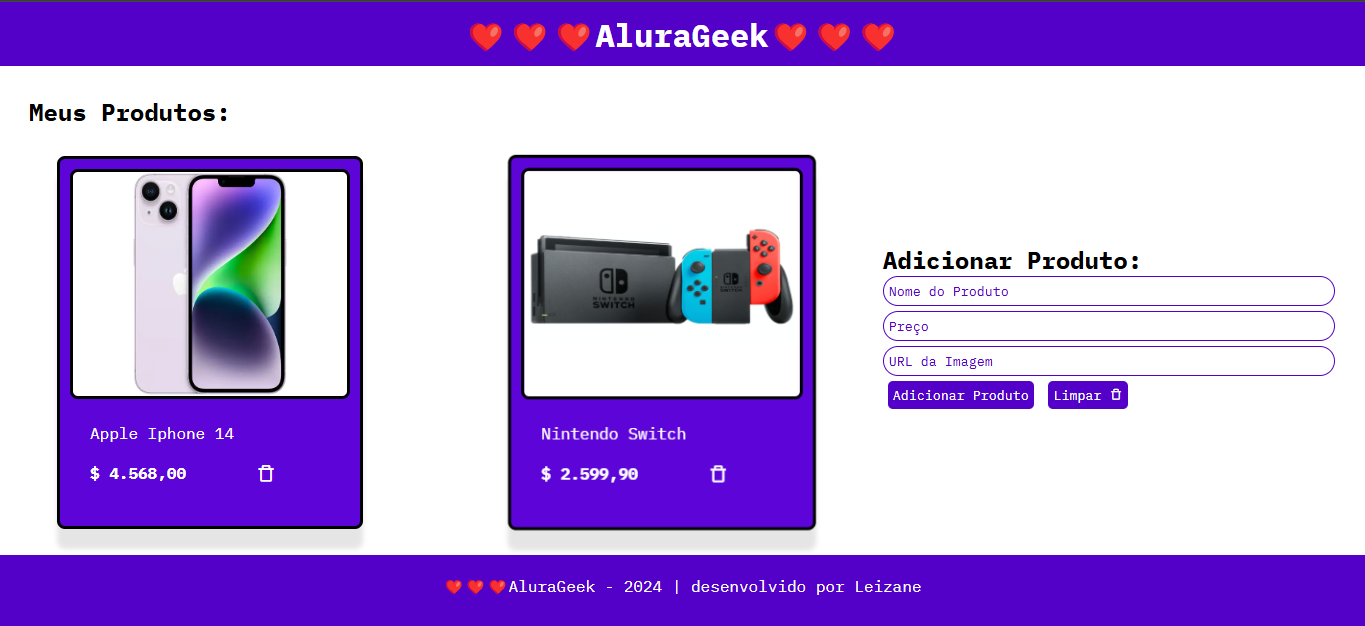 ❤️❤️❤️AluraGeek❤️❤️❤️
Meus Produtos:
NINTENDO
SWITCH
Apple Iphone 14
$ 4.568,00
Nintendo Switch
$ 2.599,90
Adicionar Produto:
Nome do Produto
Preço
URL da Imagem
Adicionar Produto
Limpar
❤️❤️❤️AluraGeek - 2024 | desenvolvido por Leizane